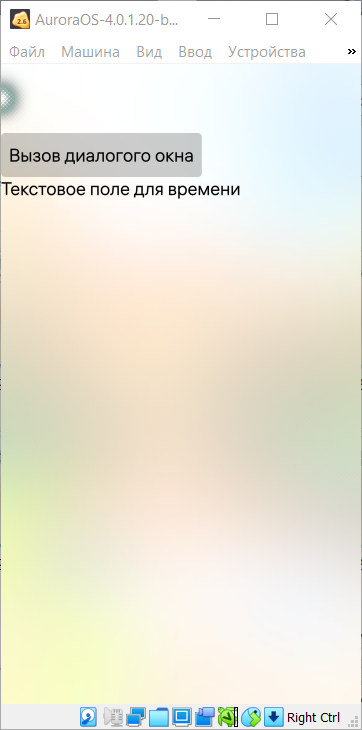 AuroraOS-4.0.1.20-b...
Файл Машина Вид Ввод Устройства »
Вызов диалогого окна
Текстовое поле для времени
Right Ctrl